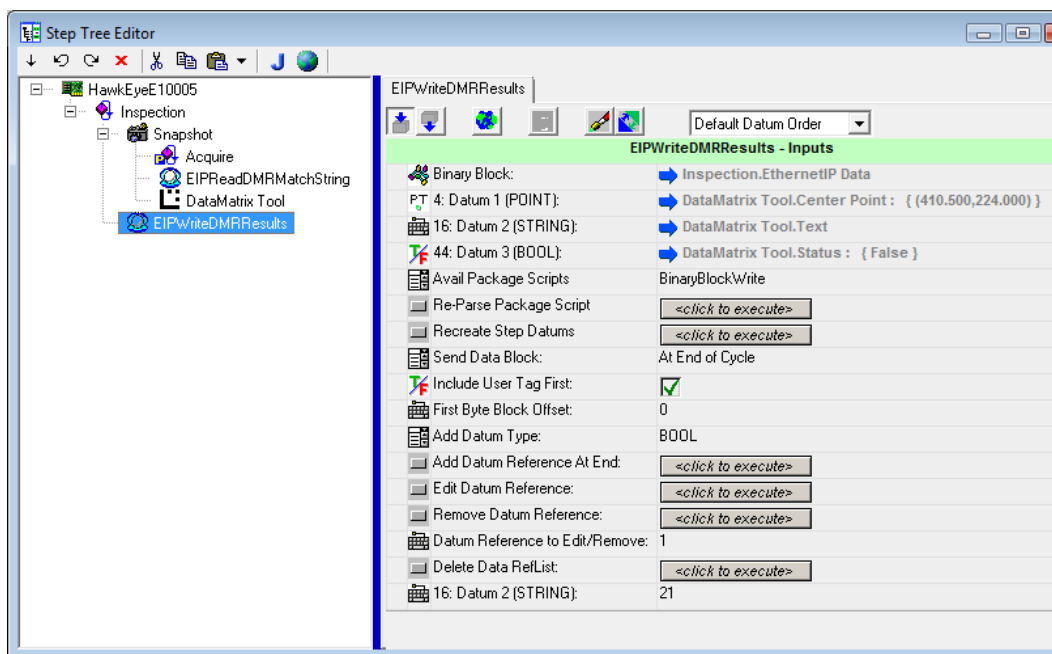 Step Tree Editor
HawkEyeE10005
Inspection
Snapshot
Acquire
EIPReadDMRMatchString
DataMatrix Tool
EIPWriteDMRResults
EIPWriteDMRResults
Default Datum Order
EIPWriteDMRResults - Inputs
Binary Block: Inspection.EthernetIP Data
PT 4: Datum 1 (POINT): DataMatrix Tool.Center Point : { (410.500,224.000) }
16: Datum 2 (STRING): DataMatrix Tool.Text
T/F 44: Datum 3 (BOOL): DataMatrix Tool.Status : { False }
Avail Package Scripts BinaryBlockWrite
Re-Parse Package Script <click to execute>
Recreate Step Datums <click to execute>
Send Data Block: At End of Cycle
T/F Include User Tag First:
First Byte Block Offset: 0
Add Datum Type: BOOL
Add Datum Reference At End: <click to execute>
Edit Datum Reference: <click to execute>
Remove Datum Reference: <click to execute>
Datum Reference to Edit/Remove: 1
Delete Data RefList: <click to execute>
16: Datum 2 (STRING): 21